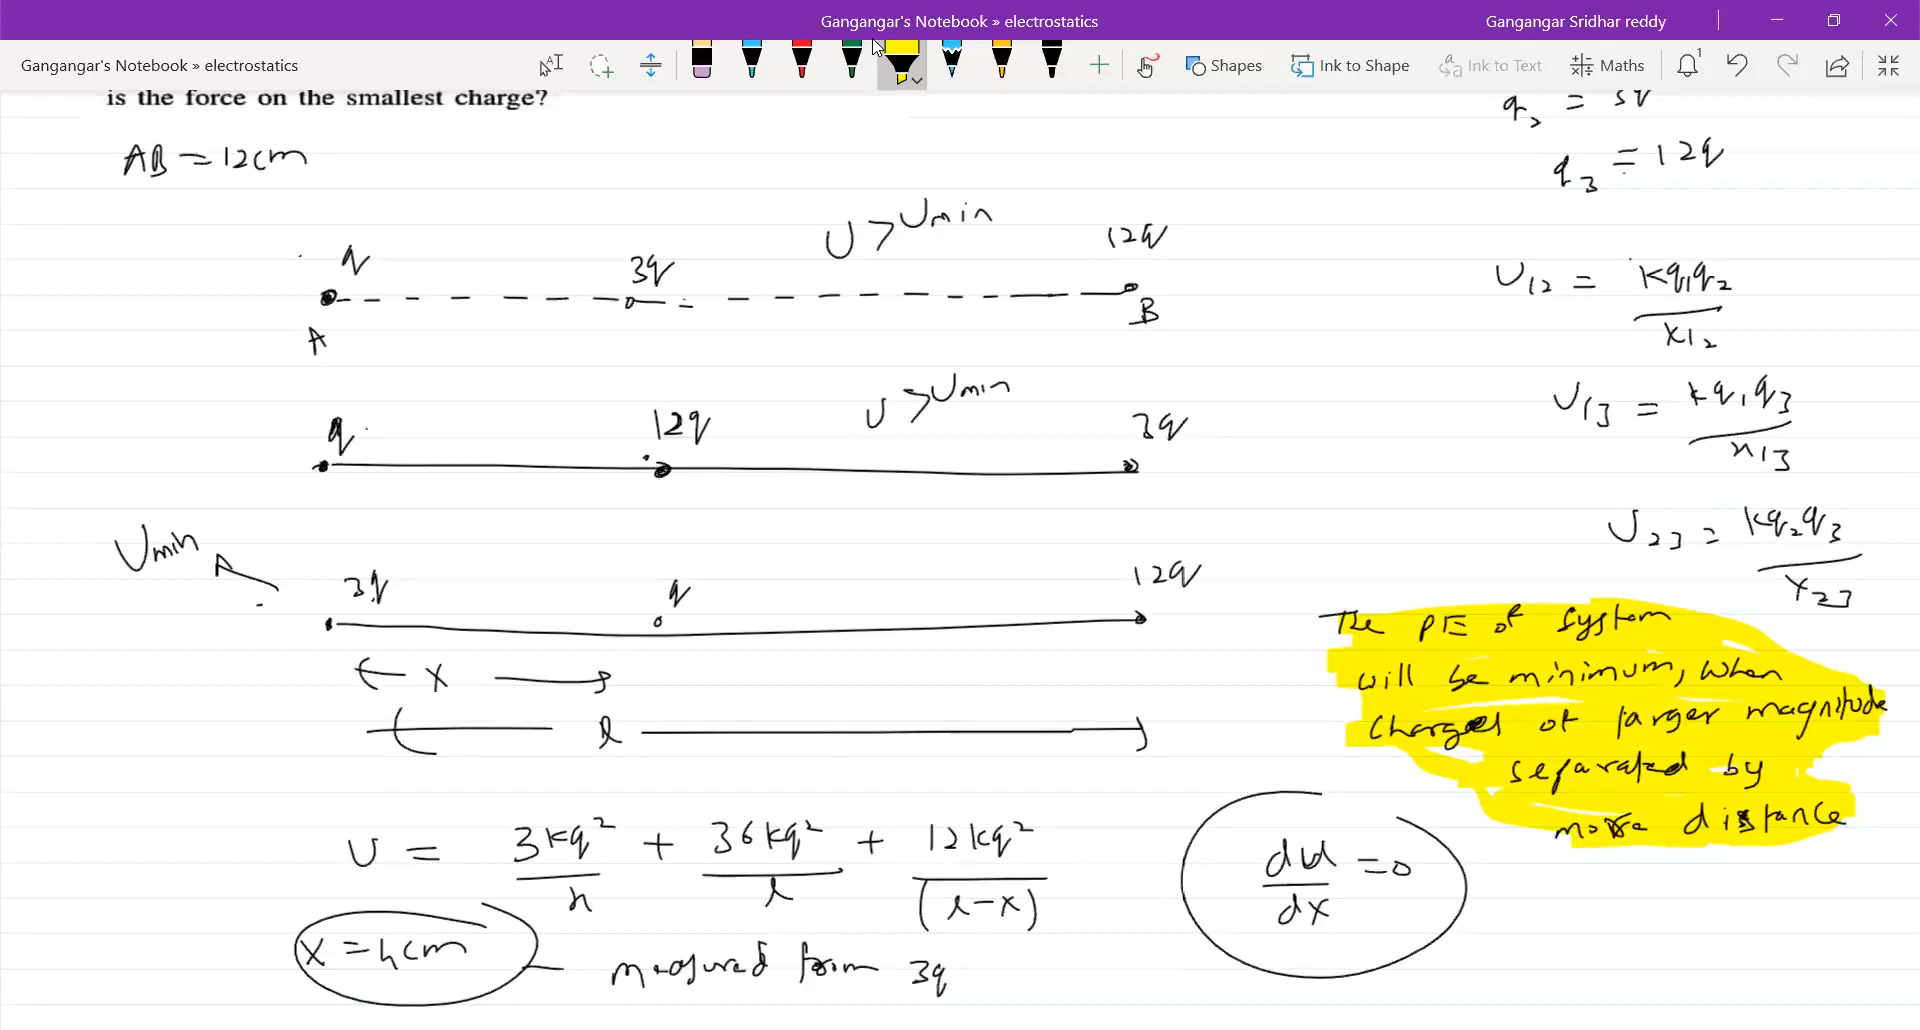 Gangangar's Notebook » electrostatics
Gangangar Sridhar reddy
Gangangar's Notebook » electrostatics
Shapes
Ink to Shape
Ink to Text
Maths
1
is the force on the smallest charge?
AB = 12cm
q₂ = 3q
q₃ = 12q
U > Umin
q
3q
12q
A
B
U₁₂ = kq₁q₂ / x₁₂
U > Umin
q
12q
3q
U₁₃ = kq₁q₃ / x₁₃
U₂₃ = kq₂q₃ / x₂₃
Umin
3q
q
12q
x
l
The PE of system
will be minimum, when
charges of larger magnitude
separated by
more distance
U = 3kq²/x + 36kq²/l + 12kq²/(l-x)
dU/dx = 0
x = 4cm
measured from 3q